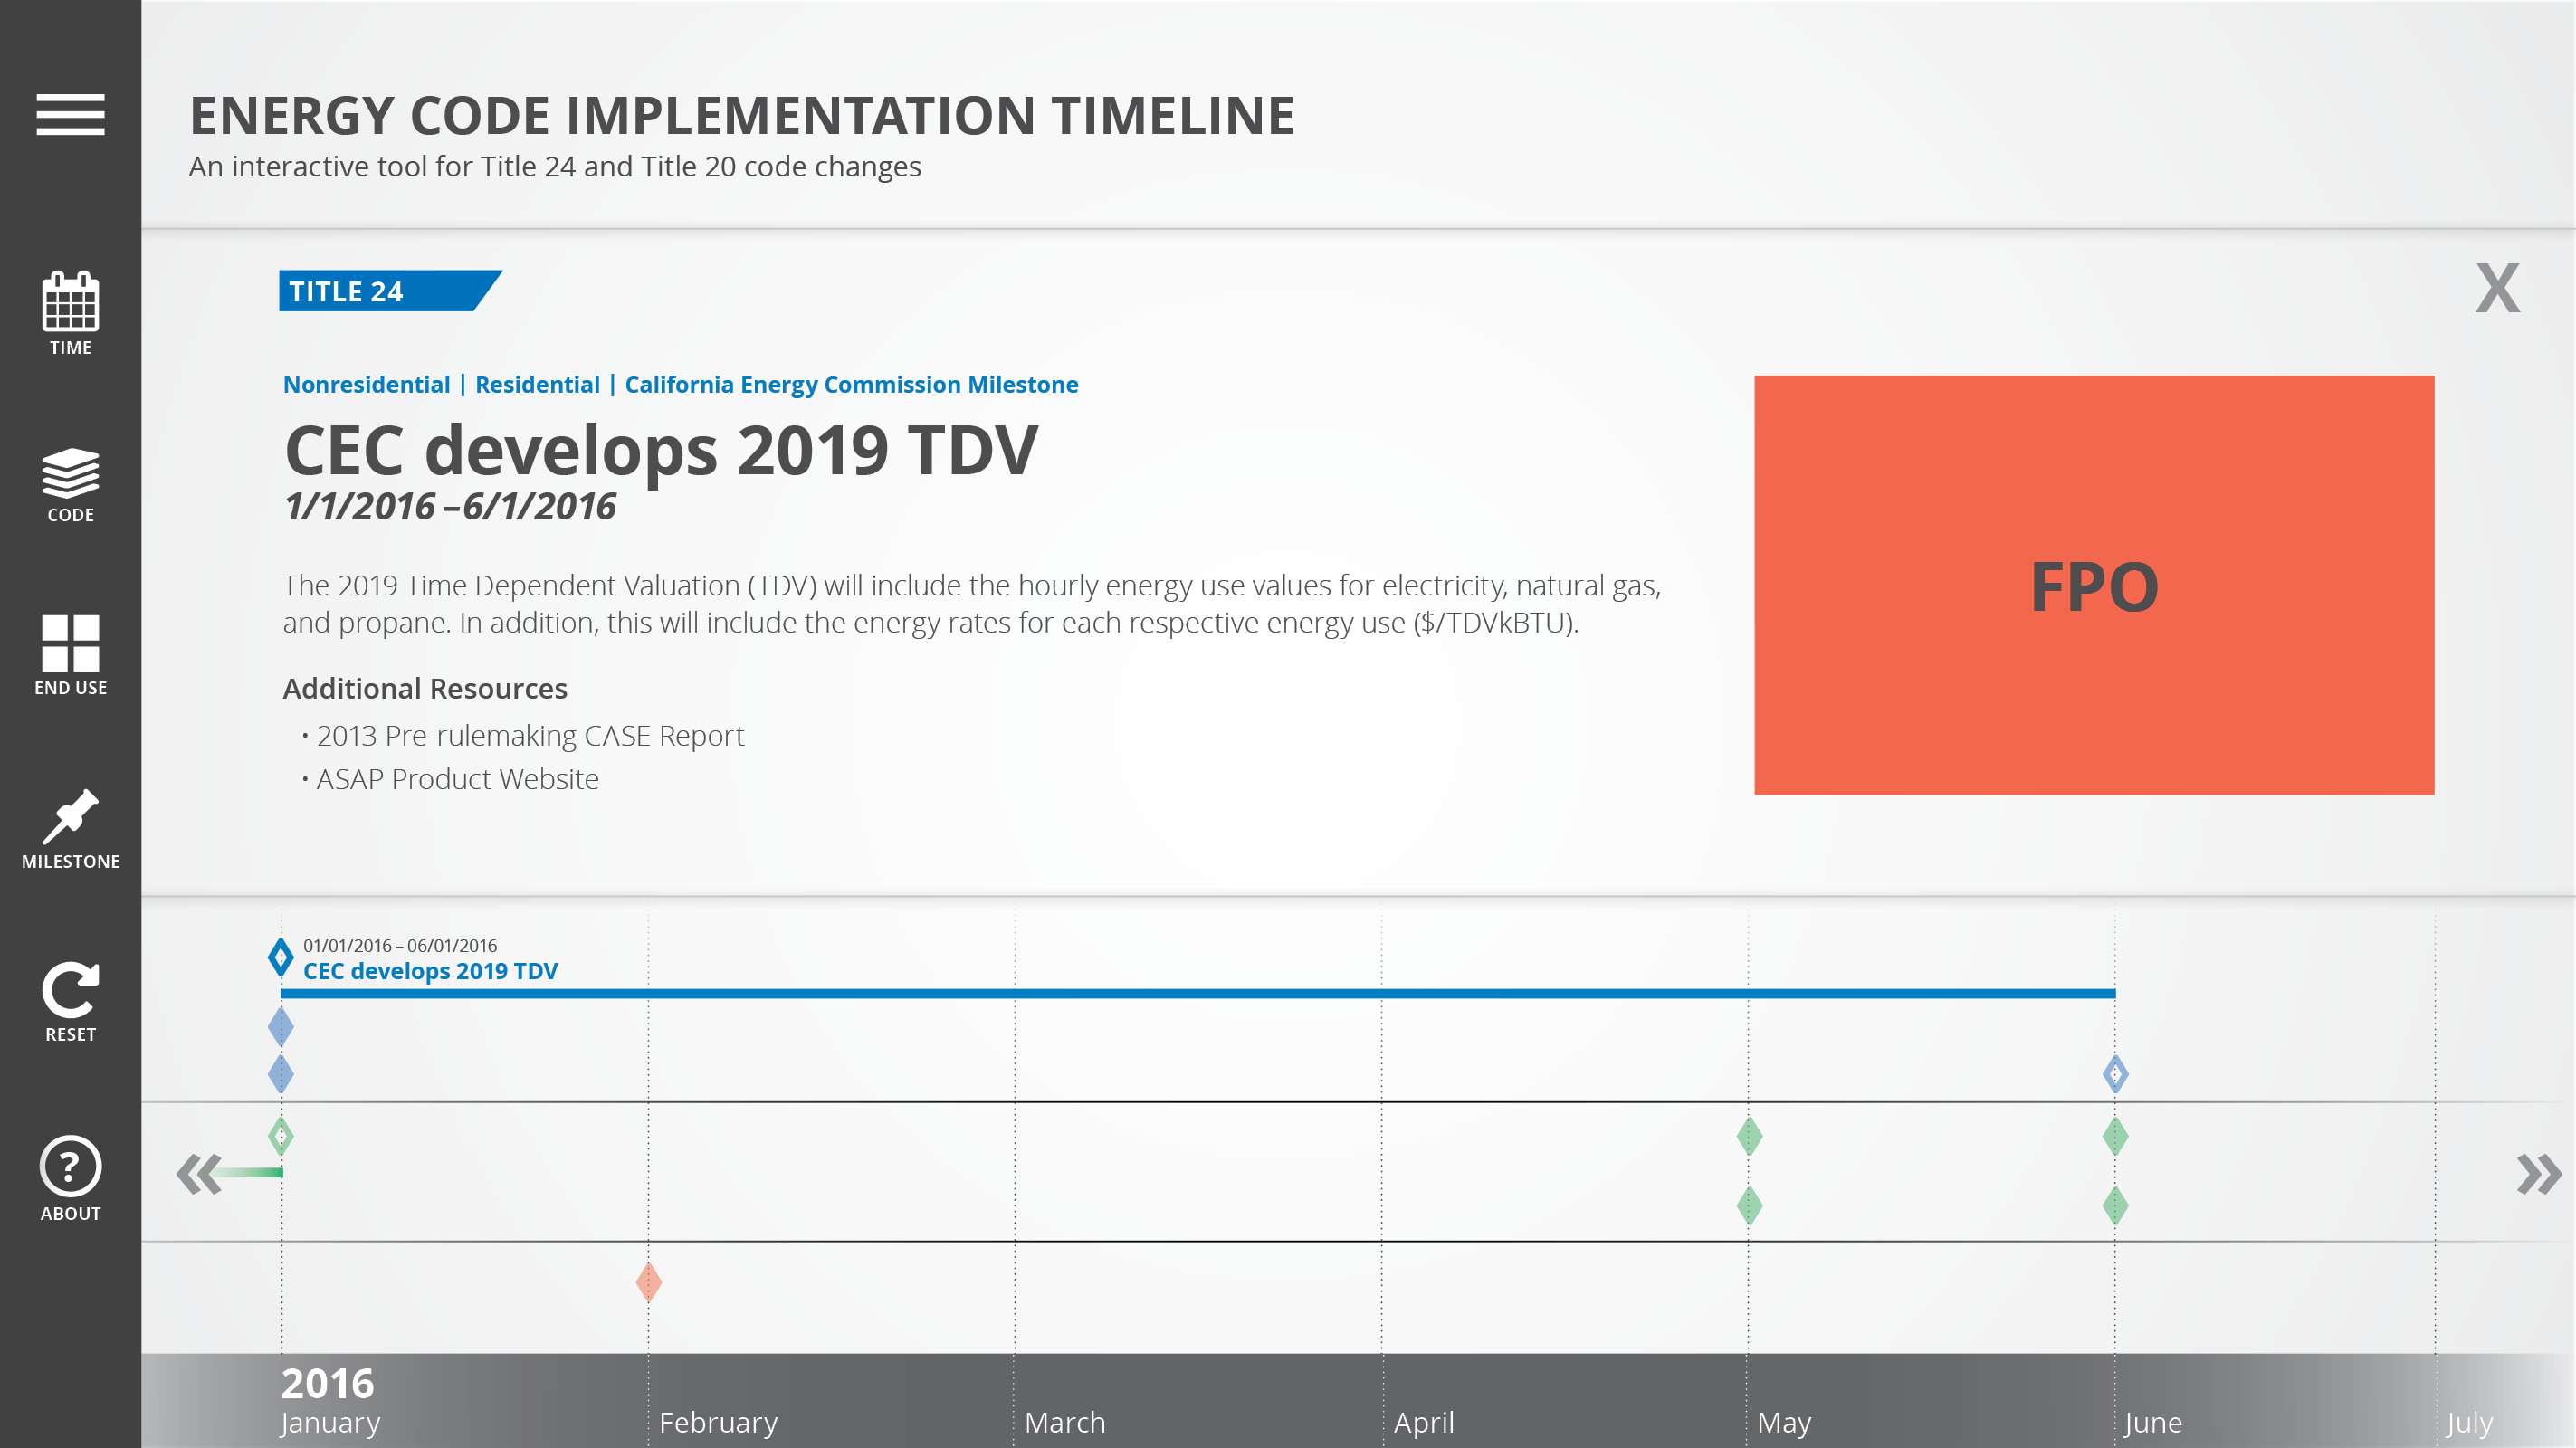 ENERGY CODE IMPLEMENTATION TIMELINE
An interactive tool for Title 24 and Title 20 code changes
TIME
CODE
END USE
MILESTONE
RESET
?
ABOUT
TITLE 24
X
Nonresidential | Residential | California Energy Commission Milestone
CEC develops 2019 TDV
1/1/2016 – 6/1/2016
The 2019 Time Dependent Valuation (TDV) will include the hourly energy use values for electricity, natural gas,
and propane. In addition, this will include the energy rates for each respective energy use ($/TDVkBTU).
Additional Resources
• 2013 Pre-rulemaking CASE Report
• ASAP Product Website
FPO
01/01/2016 – 06/01/2016
CEC develops 2019 TDV
«
»
2016
January
February
March
April
May
June
July